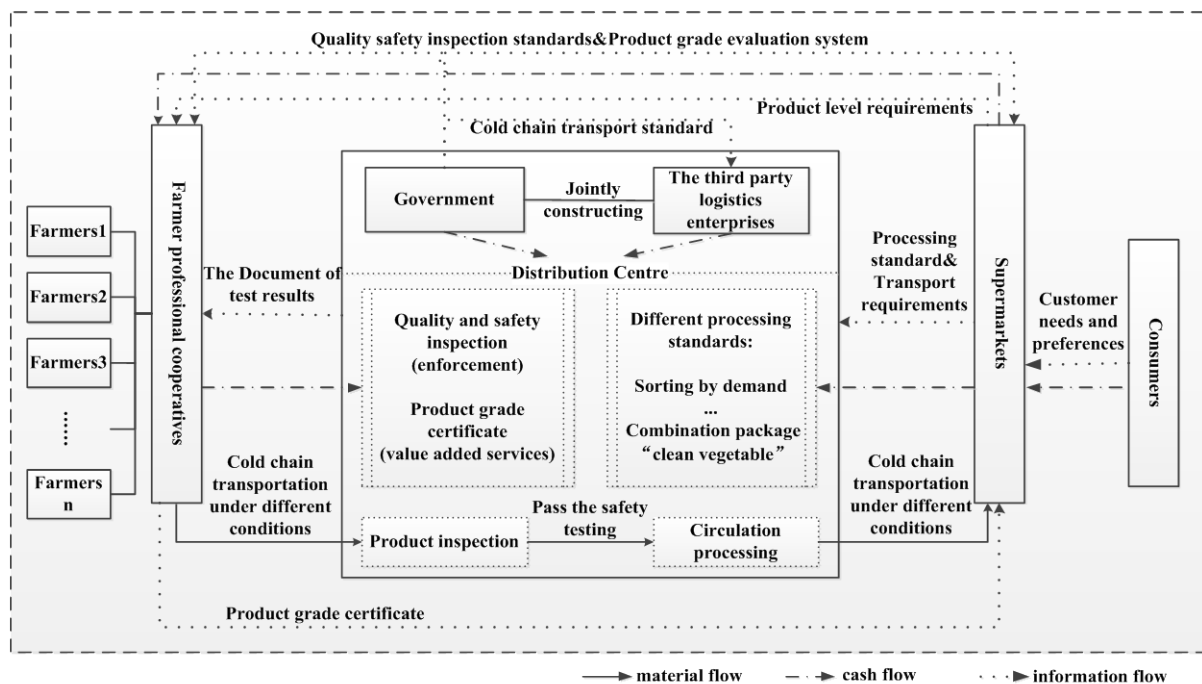 Quality safety inspection standards&Product grade evaluation system
Product level requirements
Cold chain transport standard
Farmer professional cooperatives
Government
Jointly
constructing
The third party
logistics
enterprises
Supermarkets
Consumers
Farmers1
Farmers2
Farmers3
......
Farmers
n
The Document of
test results
Distribution Centre
Processing
standard&
Transport
requirements
Customer
needs and
preferences
Quality and safety
inspection
(enforcement)
Product grade
certificate
(value added services)
Different processing
standards:
Sorting by demand
...
Combination package
“clean vegetable”
Cold chain
transportation
under different
conditions
Product inspection
Pass the safety
testing
Circulation
processing
Cold chain
transportation
under different
conditions
Product grade certificate
material flow
cash flow
information flow